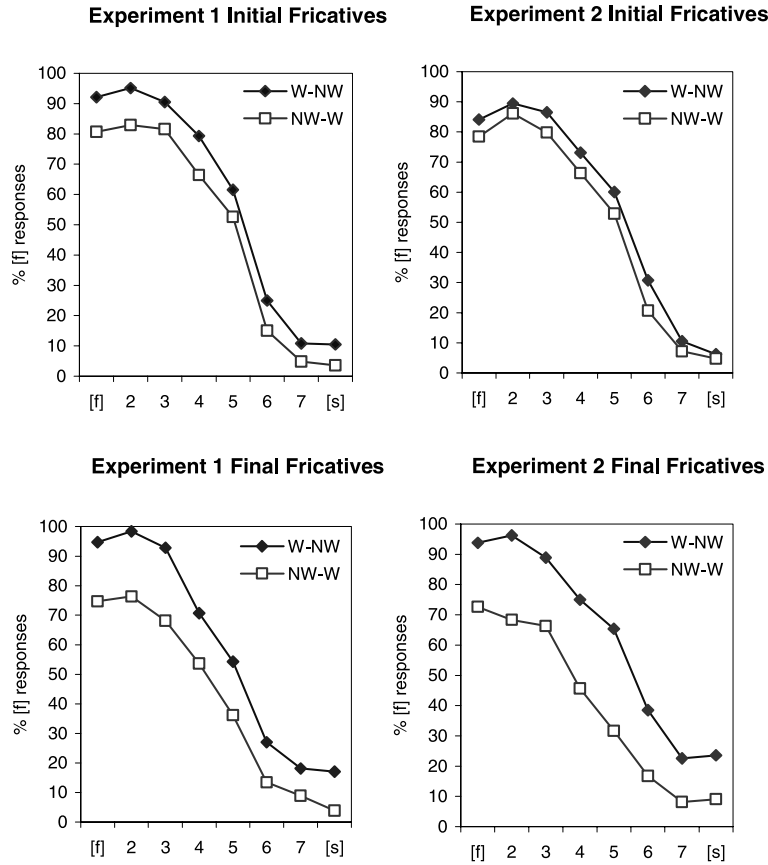 Experiment 1 Initial Fricatives
100
90
80
70
60
50
40
30
20
10
0
% [f] responses
W-NW
NW-W
[f] 2 3 4 5 6 7 [s]
Experiment 2 Initial Fricatives
100
90
80
70
60
50
40
30
20
10
0
% [f] responses
W-NW
NW-W
[f] 2 3 4 5 6 7 [s]
Experiment 1 Final Fricatives
100
90
80
70
60
50
40
30
20
10
0
% [f] responses
W-NW
NW-W
[f] 2 3 4 5 6 7 [s]
Experiment 2 Final Fricatives
100
90
80
70
60
50
40
30
20
10
0
% [f] responses
W-NW
NW-W
[f] 2 3 4 5 6 7 [s]